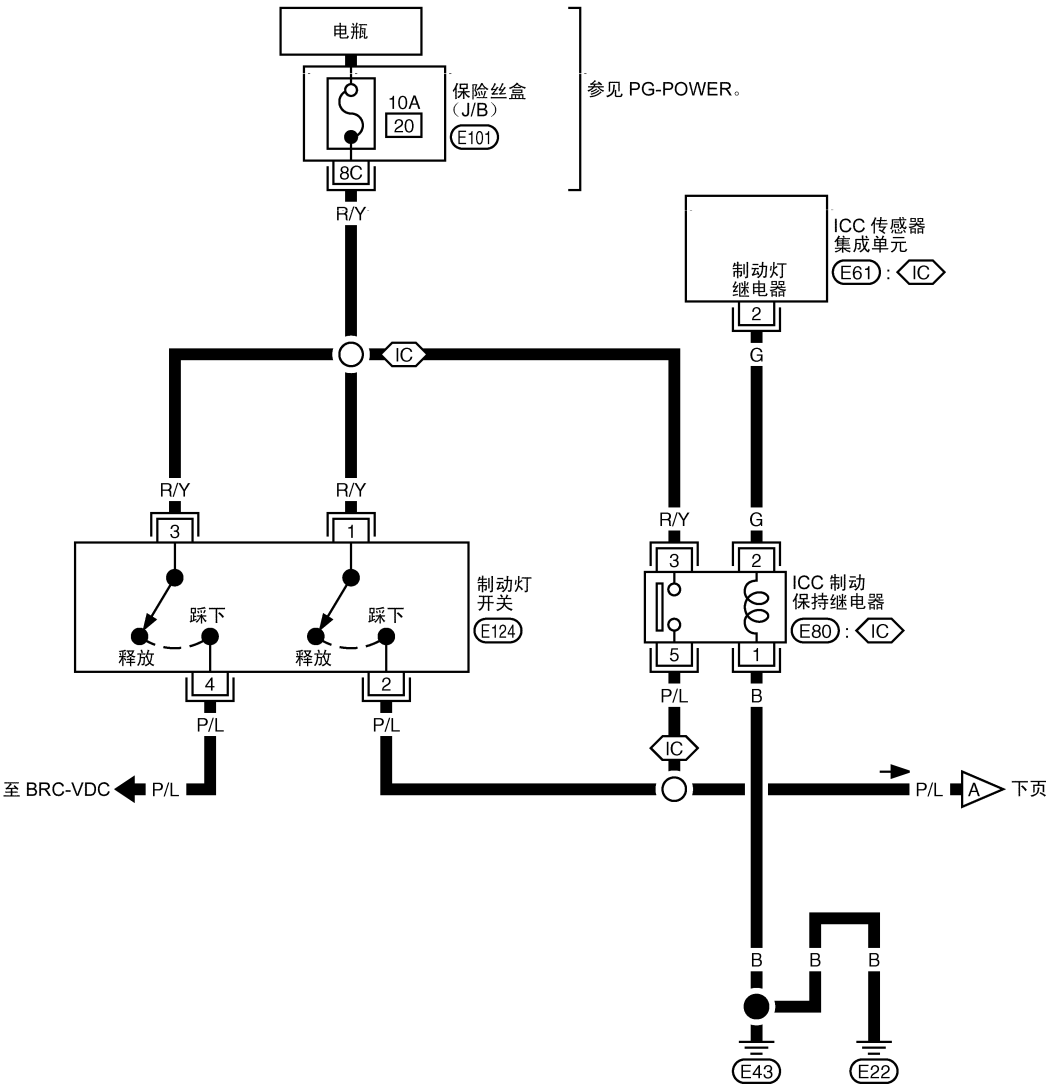 电瓶
10A
20
保险丝盒
（J/B）
E101
参见 PG-POWER。
8C
R/Y
制动灯
继电器
ICC 传感器
集成单元
E61 : IC
2
G
IC
R/Y
R/Y
R/Y
G
3
1
3
2
踩下
踩下
释放
释放
制动灯
开关
E124
ICC 制动
保持继电器
E80 : IC
4
2
5
1
P/L
P/L
P/L
B
IC
至 BRC-VDC
P/L
P/L
A
下页
B
B
B
E43
E22